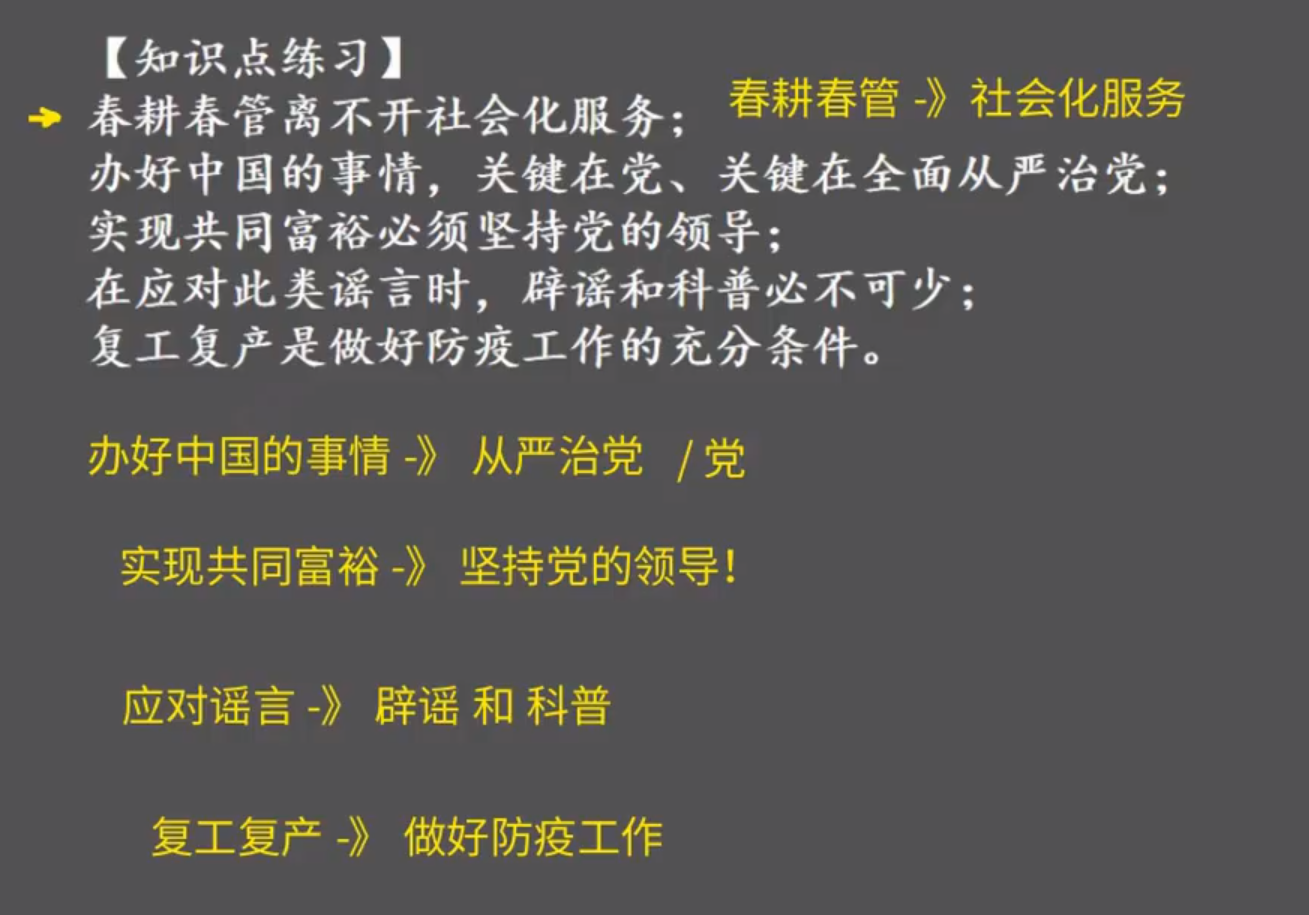 【知识点练习】
春耕春管离不开社会化服务； 春耕春管 -》社会化服务
办好中国的事情，关键在党、关键在全面从严治党；
实现共同富裕必须坚持党的领导；
在应对此类谣言时，辟谣和科普必不可少；
复工复产是做好防疫工作的充分条件。
办好中国的事情 -》 从严治党 / 党
实现共同富裕 -》 坚持党的领导！
应对谣言 -》 辟谣 和 科普
复工复产 -》 做好防疫工作